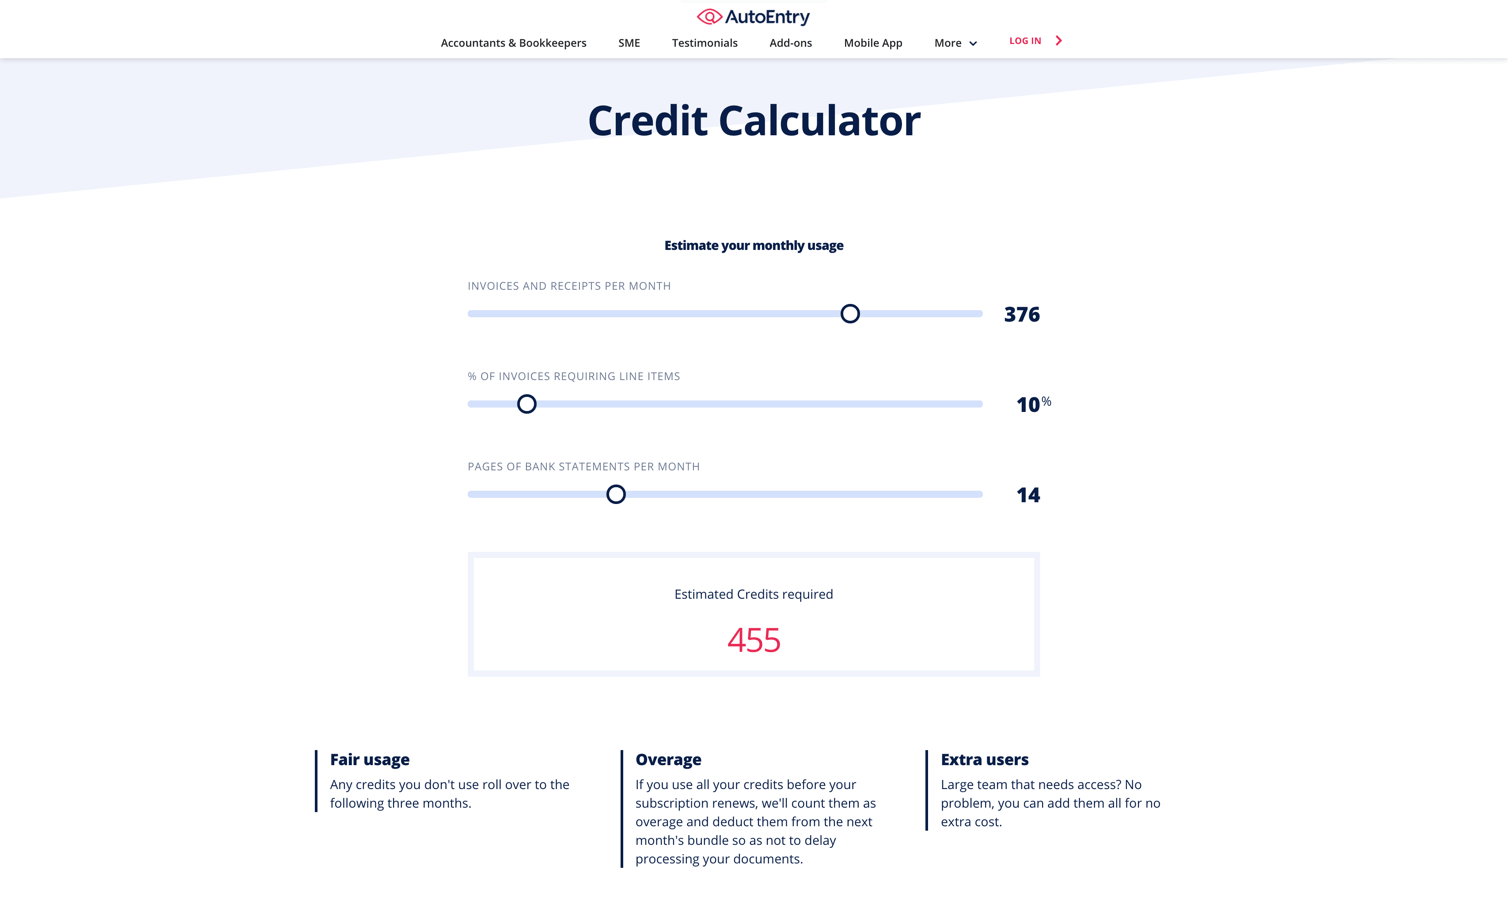 AutoEntry
Accountants & Bookkeepers SME Testimonials Add-ons Mobile App More LOG IN
Credit Calculator
Estimate your monthly usage
INVOICES AND RECEIPTS PER MONTH
376
% OF INVOICES REQUIRING LINE ITEMS
10%
PAGES OF BANK STATEMENTS PER MONTH
14
Estimated Credits required
455
Fair usage
Any credits you don't use roll over to the
following three months.
Overage
If you use all your credits before your
subscription renews, we'll count them as
overage and deduct them from the next
month's bundle so as not to delay
processing your documents.
Extra users
Large team that needs access? No
problem, you can add them all for no
extra cost.